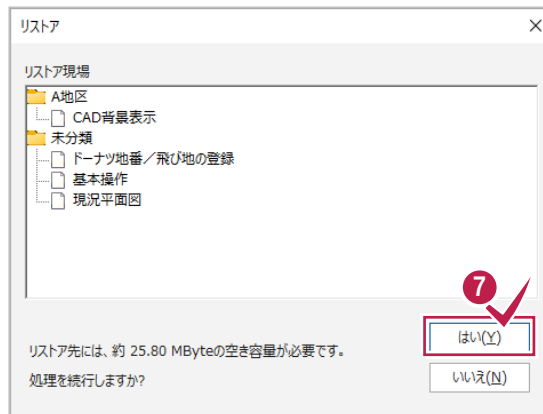 リストア
リストア現場
A地区
CAD背景表示
未分類
ドーナツ地番／飛び地の登録
基本操作
現況平面図
7
はい(Y)
リストア先には、約 25.80 MByteの空き容量が必要です。
処理を続行しますか?
いいえ(N)